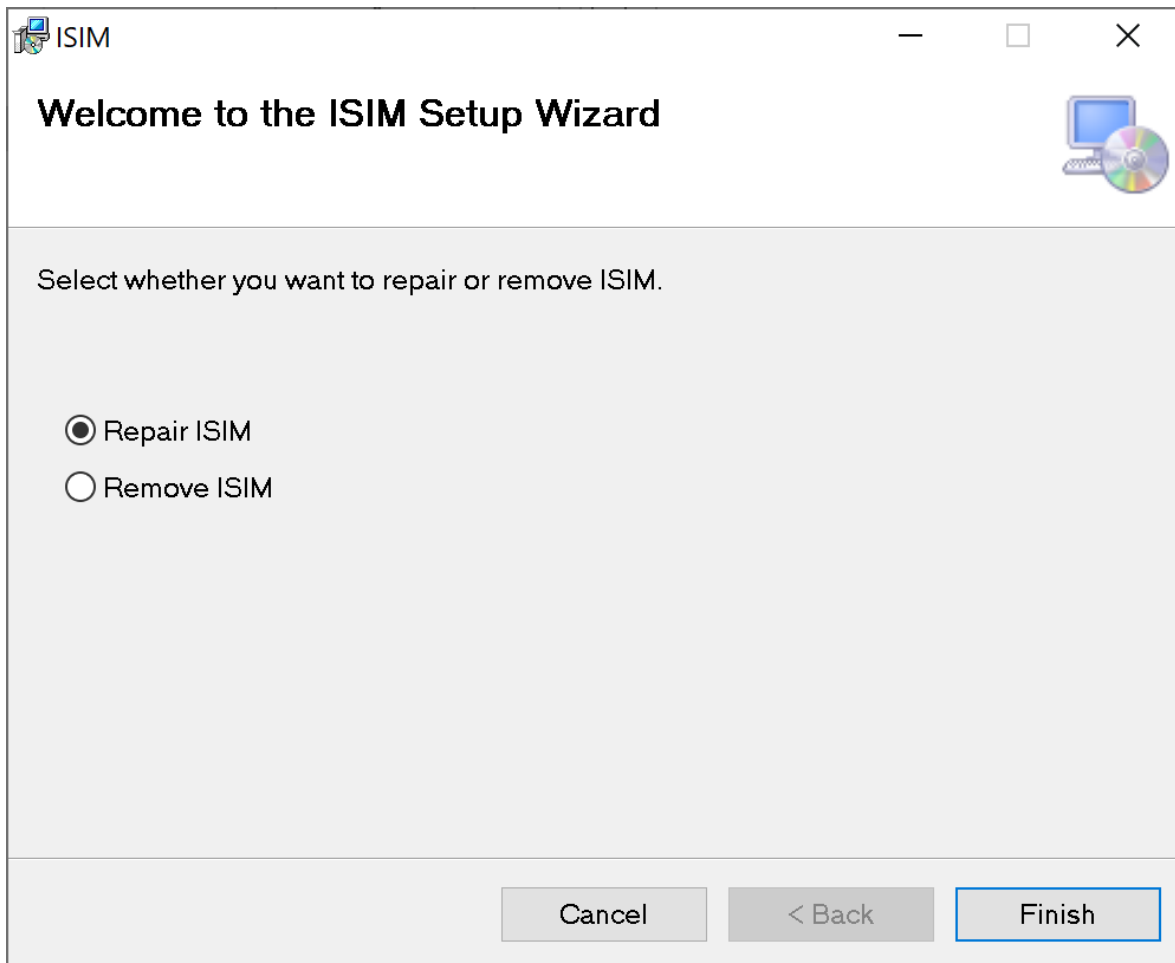 ISIM
Welcome to the ISIM Setup Wizard
Select whether you want to repair or remove ISIM.
Repair ISIM
Remove ISIM
Cancel
< Back
Finish